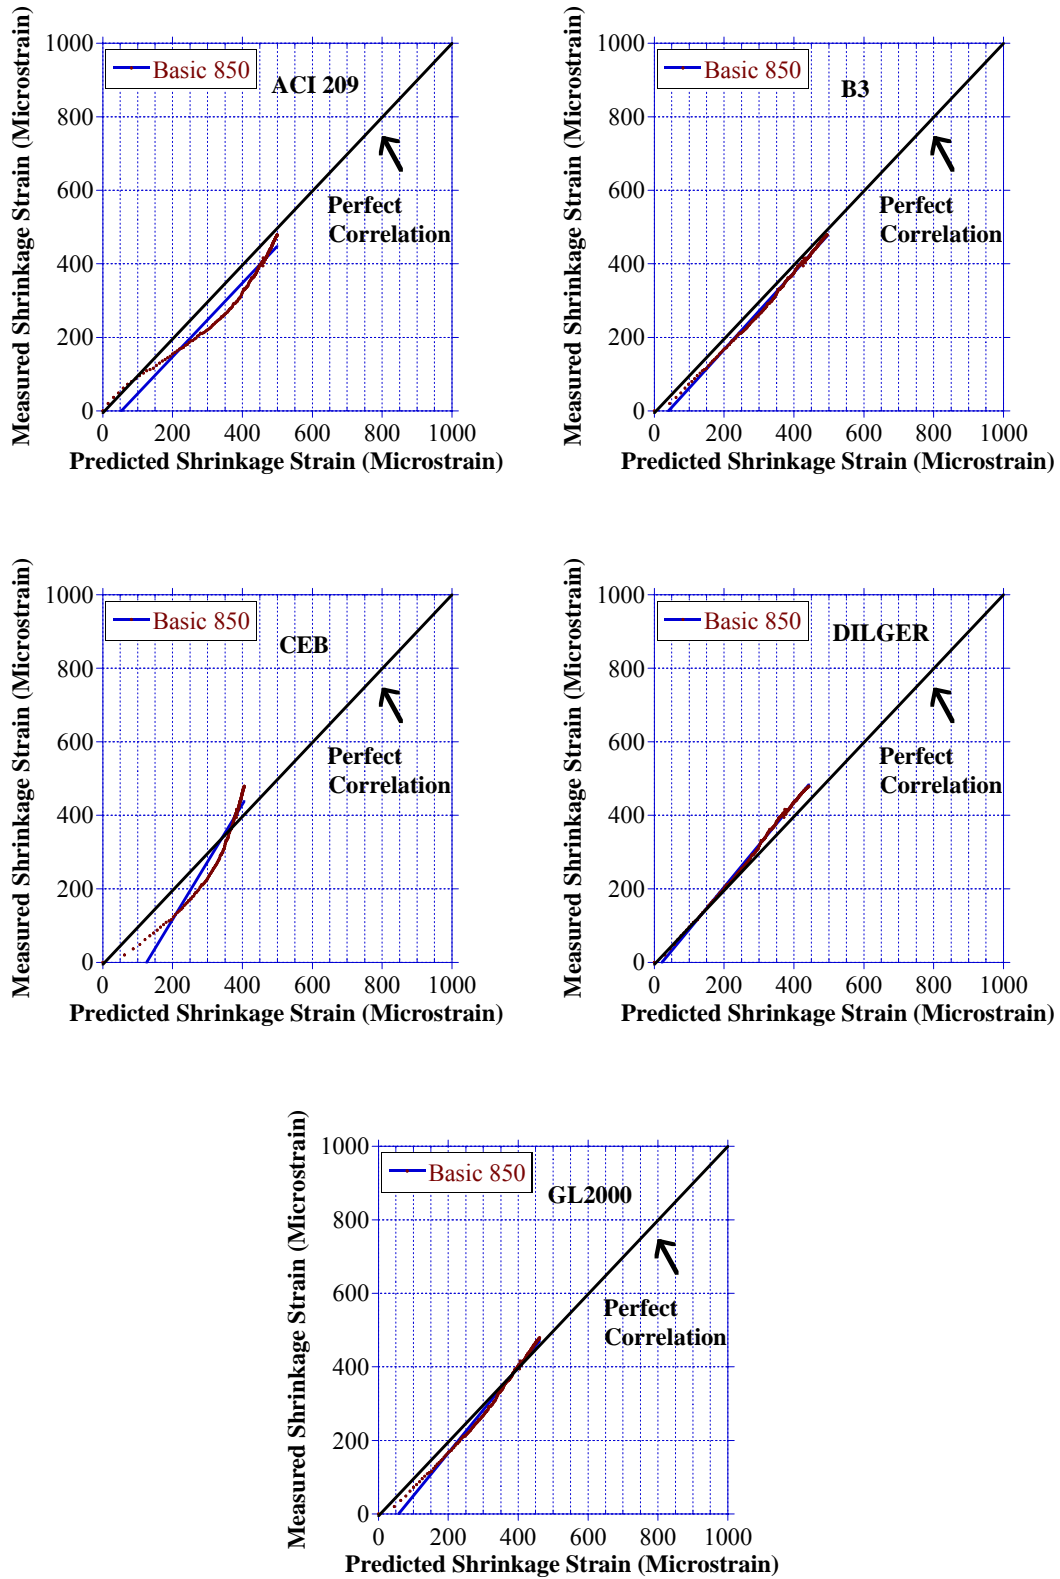 Measured Shrinkage Strain (Microstrain)
1000
800
600
400
200
0
Basic 850
ACI 209
Perfect
Correlation
0 200 400 600 800 1000
Predicted Shrinkage Strain (Microstrain)
Measured Shrinkage Strain (Microstrain)
1000
800
600
400
200
0
Basic 850
B3
Perfect
Correlation
0 200 400 600 800 1000
Predicted Shrinkage Strain (Microstrain)
Measured Shrinkage Strain (Microstrain)
1000
800
600
400
200
0
Basic 850
CEB
Perfect
Correlation
0 200 400 600 800 1000
Predicted Shrinkage Strain (Microstrain)
Measured Shrinkage Strain (Microstrain)
1000
800
600
400
200
0
Basic 850
DILGER
Perfect
Correlation
0 200 400 600 800 1000
Predicted Shrinkage Strain (Microstrain)
Measured Shrinkage Strain (Microstrain)
1000
800
600
400
200
0
Basic 850
GL2000
Perfect
Correlation
0 200 400 600 800 1000
Predicted Shrinkage Strain (Microstrain)